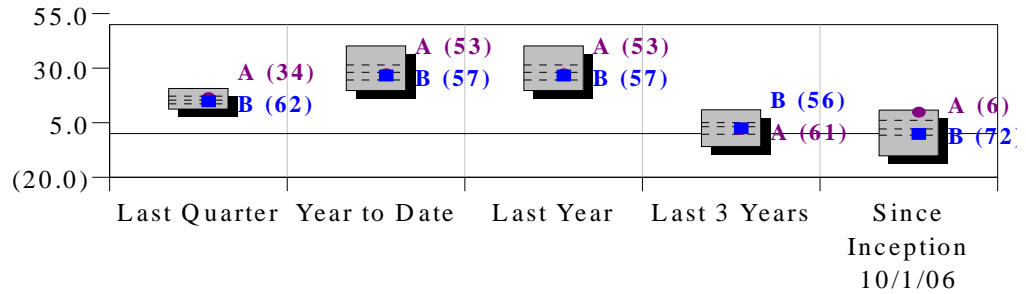 55.0
30.0
5.0
(20.0)
A (34)
B (62)
A (53)
B (57)
A (53)
B (57)
B (56)
A (61)
A (6)
B (72)
Last Quarter
Year to Date
Last Year
Last 3 Years
Since
Inception
10/1/06